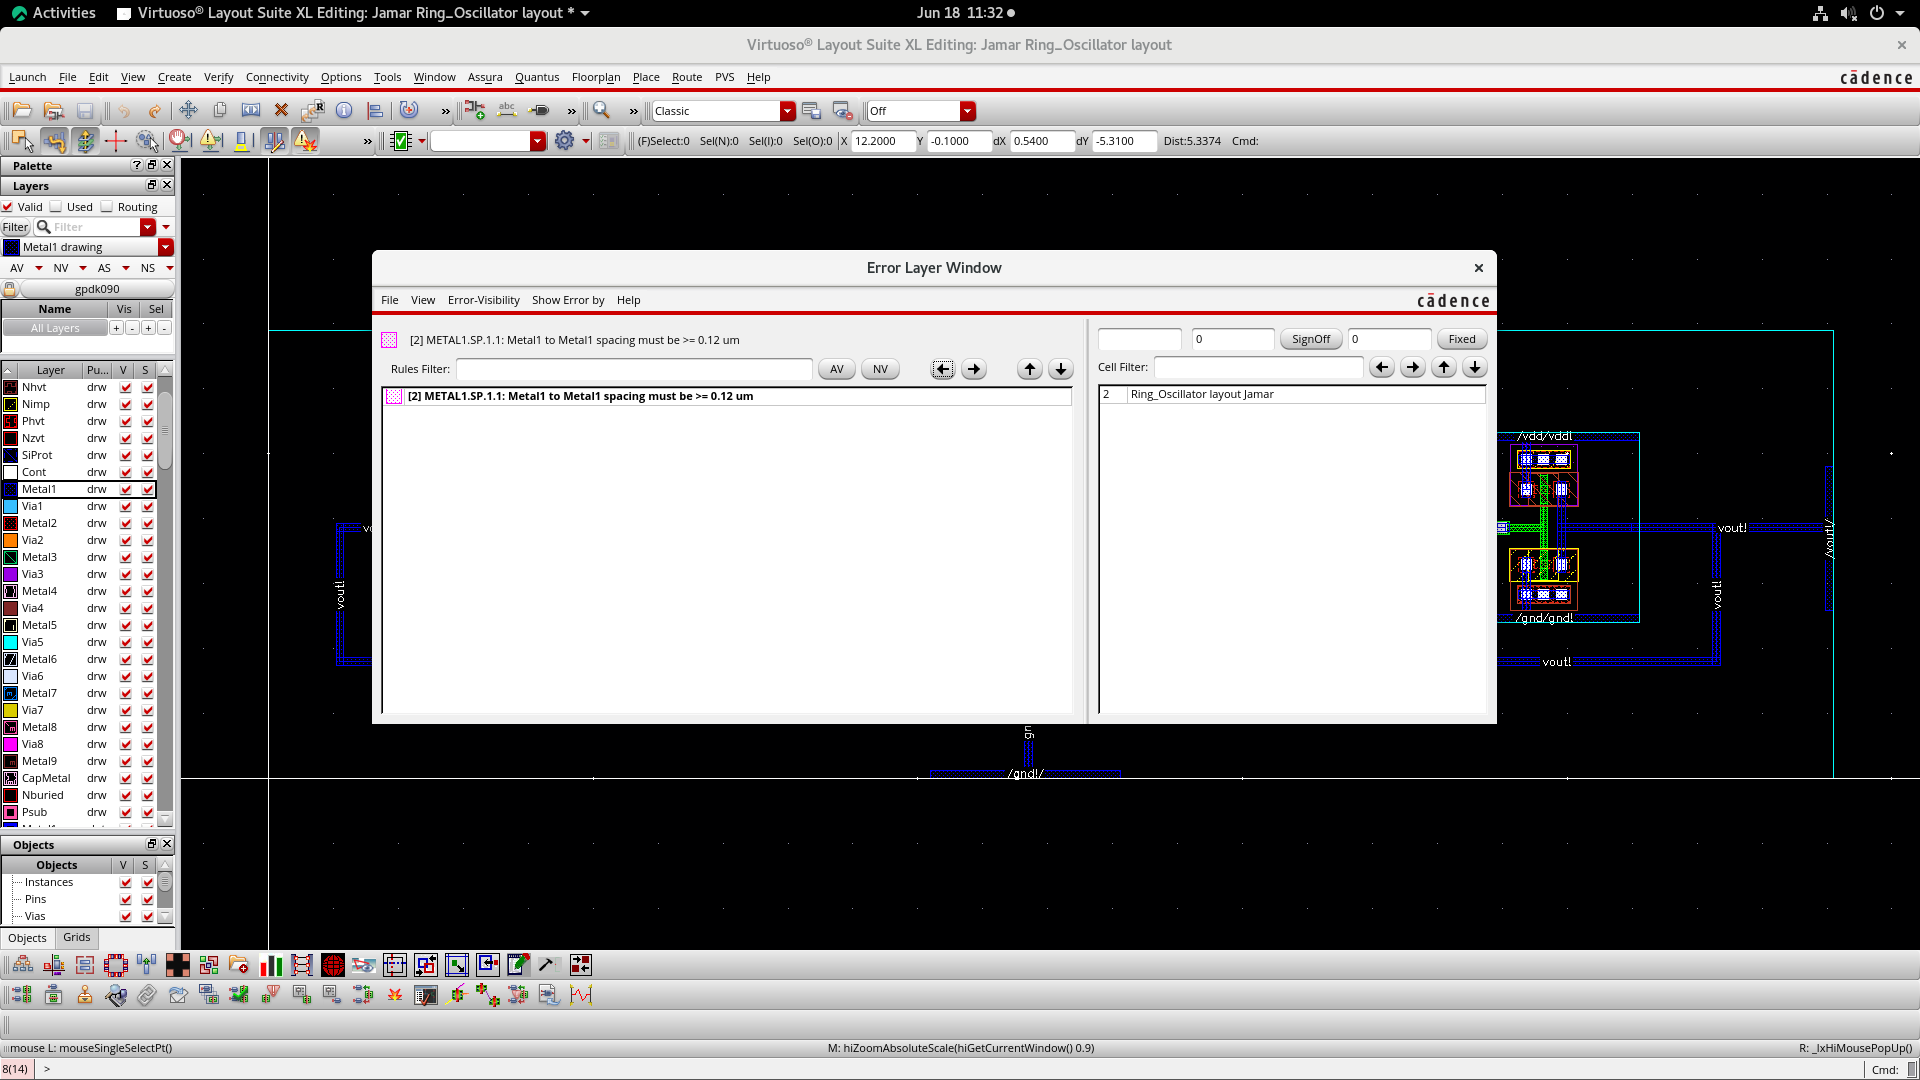 Activities
Virtuoso® Layout Suite XL Editing: Jamar Ring_Oscillator layout *
Jun 18 11:32
Virtuoso® Layout Suite XL Editing: Jamar Ring_Oscillator layout
Launch File Edit View Create Verify Connectivity Options Tools Window Assura Quantus Floorplan Place Route PVS Help
cādence
Classic
Off
(F)Select:0 Sel(N):0 Sel(I):0 Sel(O):0 X 12.2000 Y -0.1000 dX 0.5400 dY -5.3100 Dist:5.3374 Cmd:
Palette
Layers
Valid Used Routing
Filter Filter
Metal1 drawing
AV NV AS NS
gpdk090
Name Vis Sel
All Layers + - + -
Layer Pu... V S
Nhvt drw
Nimp drw
Phvt drw
Nzvt drw
SiProt drw
Cont drw
Metal1 drw
Via1 drw
Metal2 drw
Via2 drw
Metal3 drw
Via3 drw
Metal4 drw
Via4 drw
Metal5 drw
Via5 drw
Metal6 drw
Via6 drw
Metal7 drw
Via7 drw
Metal8 drw
Via8 drw
Metal9 drw
CapMetal drw
Nburied drw
Psub drw
Objects
Objects V S
Instances
Pins
Vias
Objects Grids
Error Layer Window
File View Error-Visibility Show Error by Help
cādence
[2] METAL1.SP.1.1: Metal1 to Metal1 spacing must be >= 0.12 um
Rules Filter: AV NV
[2] METAL1.SP.1.1: Metal1 to Metal1 spacing must be >= 0.12 um
0 SignOff 0 Fixed
Cell Filter:
2 Ring_Oscillator layout Jamar
/vdd/vdd!
vout!
/vout!/
vout!
vout!
/gnd/gnd!
vout!
gn
/gnd!/
mouse L: mouseSingleSelectPt()
M: hiZoomAbsoluteScale(hiGetCurrentWindow() 0.9)
R: _lxHiMousePopUp()
8(14) >
Cmd: